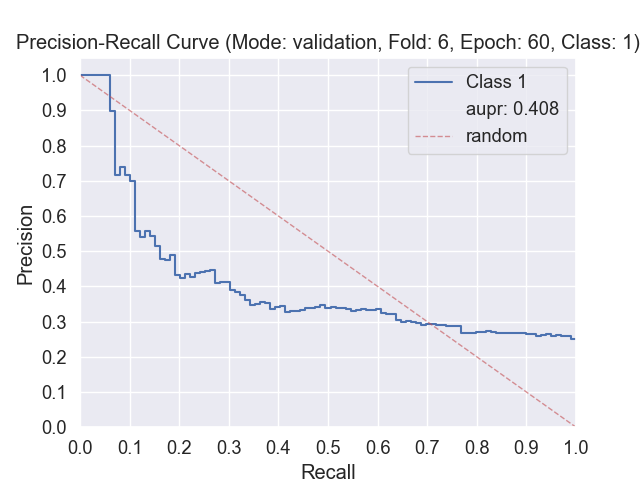 Precision-Recall Curve (Mode: validation, Fold: 6, Epoch: 60, Class: 1)
1.0
0.9
0.8
0.7
0.6
0.5
0.4
0.3
0.2
0.1
0.0
Precision
Class 1
aupr: 0.408
random
0.0 0.1 0.2 0.3 0.4 0.5 0.6 0.7 0.8 0.9 1.0
Recall